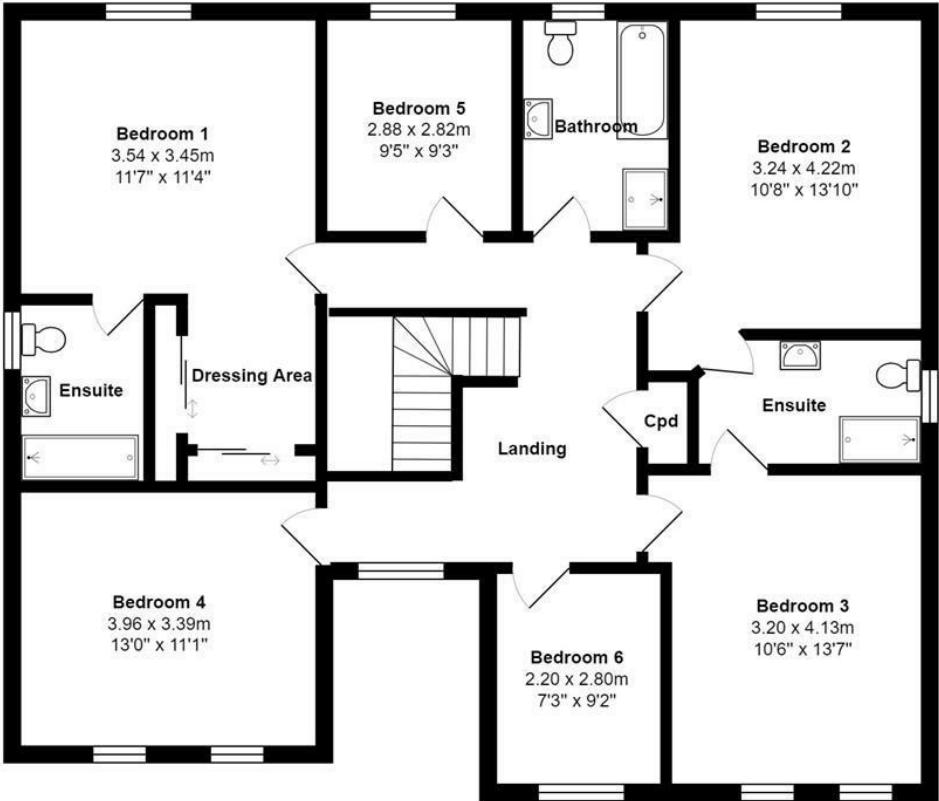 Bedroom 1
3.54 x 3.45m
11'7" x 11'4"
Bedroom 5
2.88 x 2.82m
9'5" x 9'3"
Bathroom
Bedroom 2
3.24 x 4.22m
10'8" x 13'10"
Ensuite
Dressing Area
Landing
Cpd
Ensuite
Bedroom 4
3.96 x 3.39m
13'0" x 11'1"
Bedroom 6
2.20 x 2.80m
7'3" x 9'2"
Bedroom 3
3.20 x 4.13m
10'6" x 13'7"